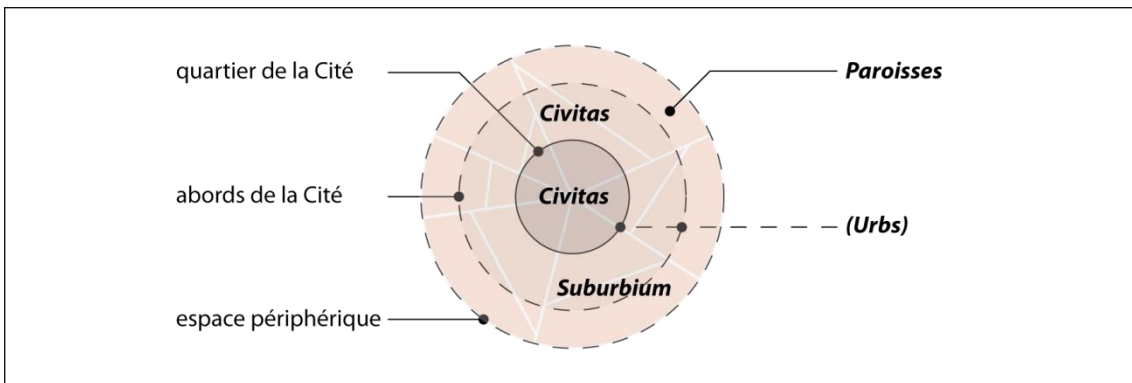 quartier de la Cité
Paroisses
Civitas
abords de la Cité
Civitas
(Urbs)
Suburbium
espace périphérique